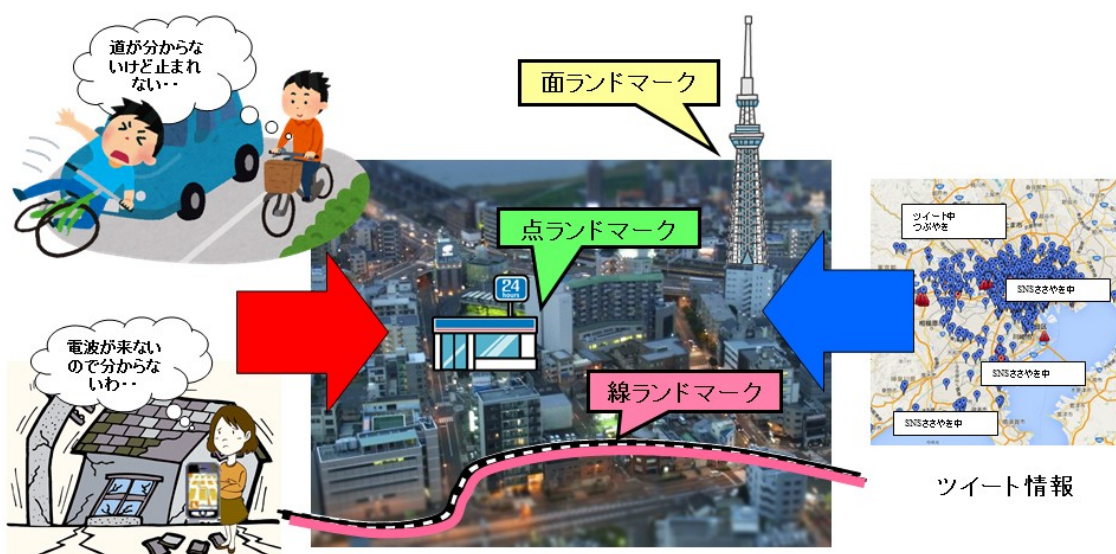 道が分からな
いけど止まれ
ない・・
面ランドマーク
点ランドマーク
24
hours
ツイート中
つぶやき
SNSささやき中
SNSささやき中
SNSささやき中
電波が来ない
ので分からな
いわ・・
線ランドマーク
ツイート情報